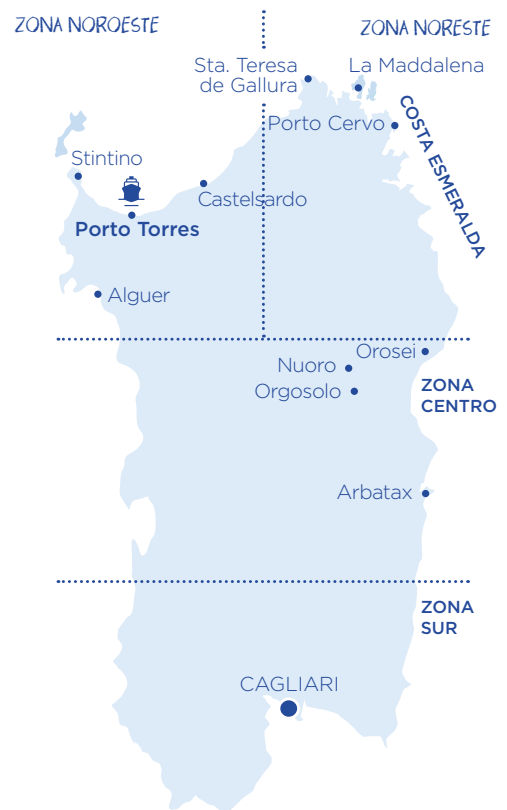 ZONA NOROESTE
ZONA NORESTE
Sta. Teresa
de Gallura
La Maddalena
COSTA ESMERALDA
Porto Cervo
Stintino
Castelsardo
Porto Torres
Alguer
Orosei
Nuoro
Orgosolo
ZONA
CENTRO
Arbatax
ZONA
SUR
CAGLIARI